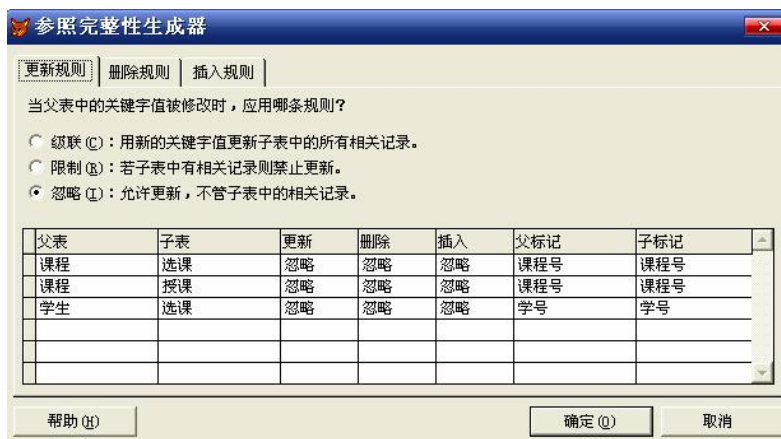 参照完整性生成器
更新规则 删除规则 插入规则
当父表中的关键字值被修改时，应用哪条规则？
级联(C)：用新的关键字值更新子表中的所有相关记录。
限制(R)：若子表中有相关记录则禁止更新。
忽略(I)：允许更新，不管子表中的相关记录。
父表 子表 更新 删除 插入 父标记 子标记
课程 选课 忽略 忽略 忽略 课程号 课程号
课程 授课 忽略 忽略 忽略 课程号 课程号
学生 选课 忽略 忽略 忽略 学号 学号
帮助(H) 确定(O) 取消